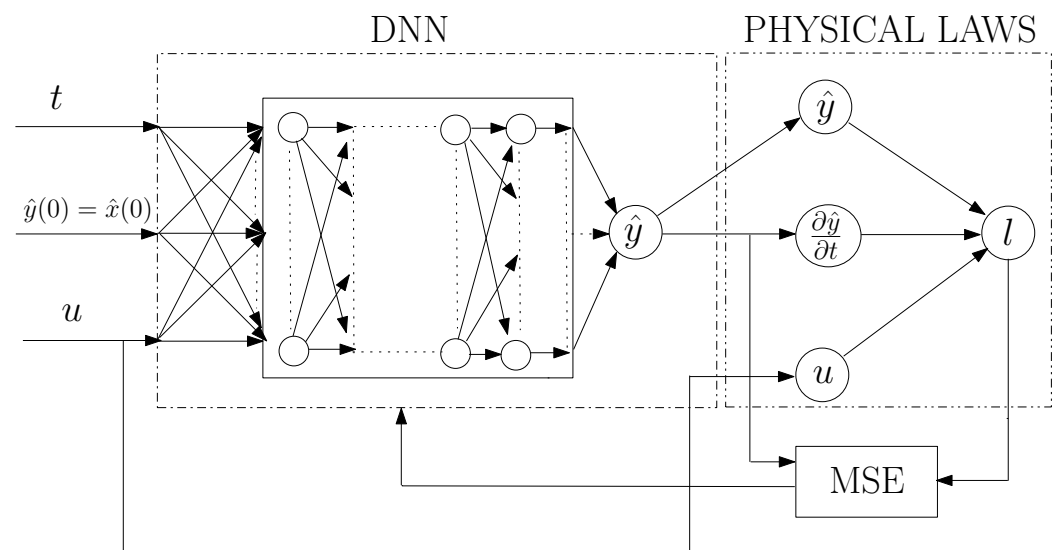 DNN
PHYSICAL LAWS
t
ŷ(0) = x̂(0)
u
ŷ
ŷ
∂ŷ/∂t
l
u
MSE